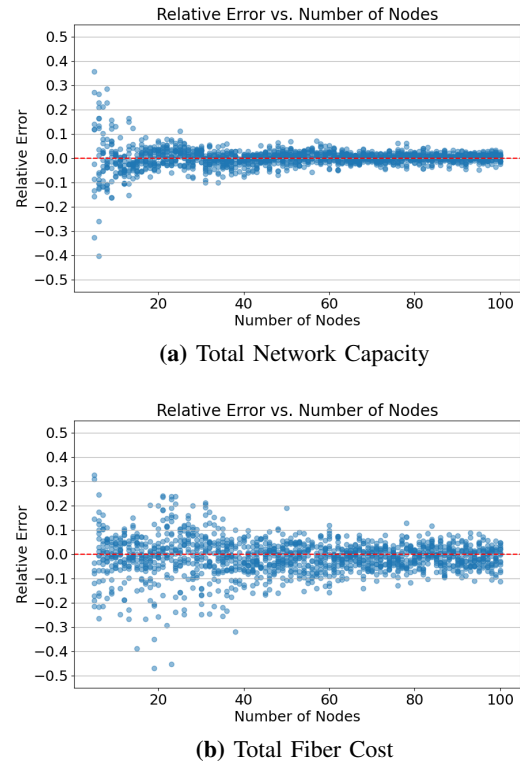 Relative Error vs. Number of Nodes
0.5
0.4
0.3
0.2
0.1
0.0
−0.1
−0.2
−0.3
−0.4
−0.5
Relative Error
20 40 60 80 100
Number of Nodes
(a) Total Network Capacity
Relative Error vs. Number of Nodes
0.5
0.4
0.3
0.2
0.1
0.0
−0.1
−0.2
−0.3
−0.4
−0.5
Relative Error
20 40 60 80 100
Number of Nodes
(b) Total Fiber Cost